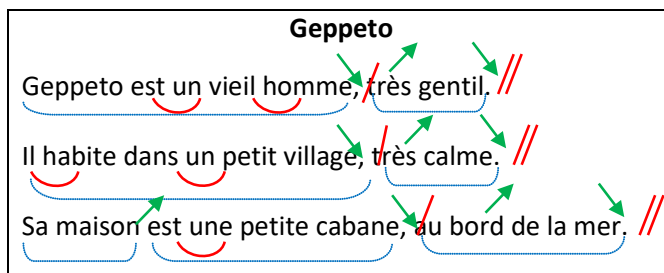 Geppeto
Geppeto est un vieil homme, très gentil.
Il habite dans un petit village, très calme.
Sa maison est une petite cabane, au bord de la mer.